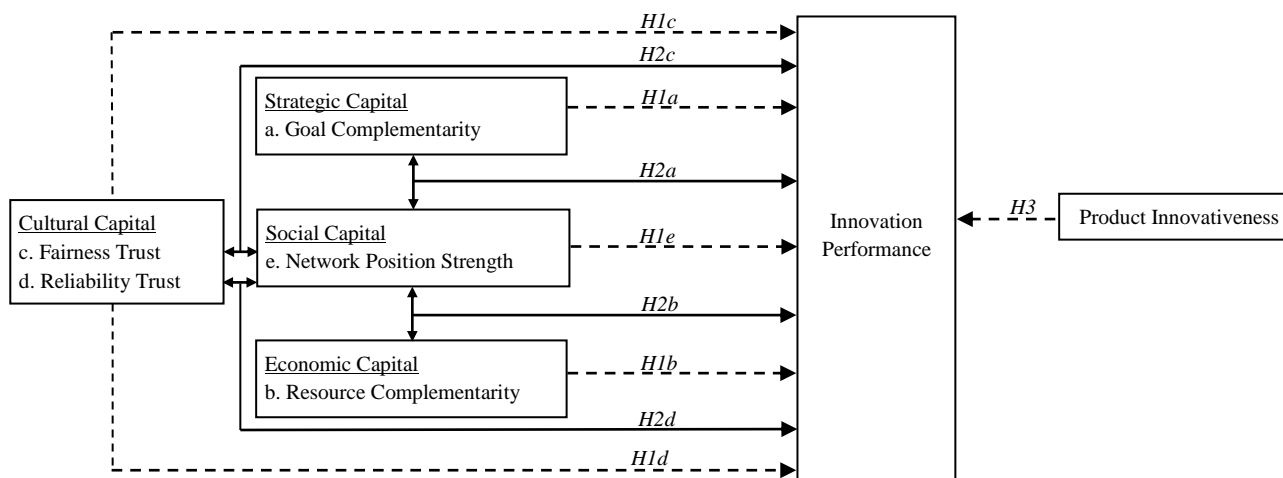 H1c
H2c
Strategic Capital
a. Goal Complementarity
H1a
H2a
Cultural Capital
c. Fairness Trust
d. Reliability Trust
Social Capital
e. Network Position Strength
H1e
Innovation
Performance
H3
Product Innovativeness
H2b
Economic Capital
b. Resource Complementarity
H1b
H2d
H1d